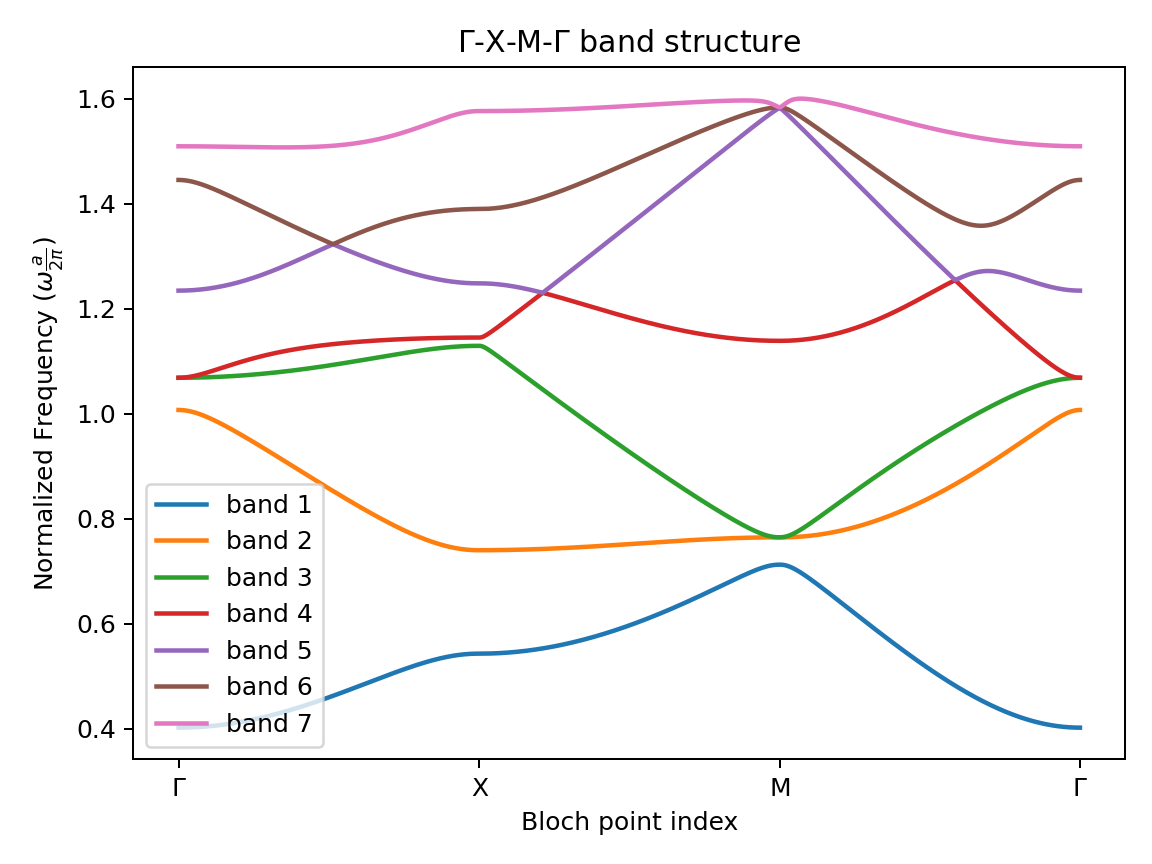 Γ-X-M-Γ band structure
Normalized Frequency (ω a/2π)
1.6
1.4
1.2
1.0
0.8
0.6
0.4
band 1
band 2
band 3
band 4
band 5
band 6
band 7
Γ X M Γ
Bloch point index